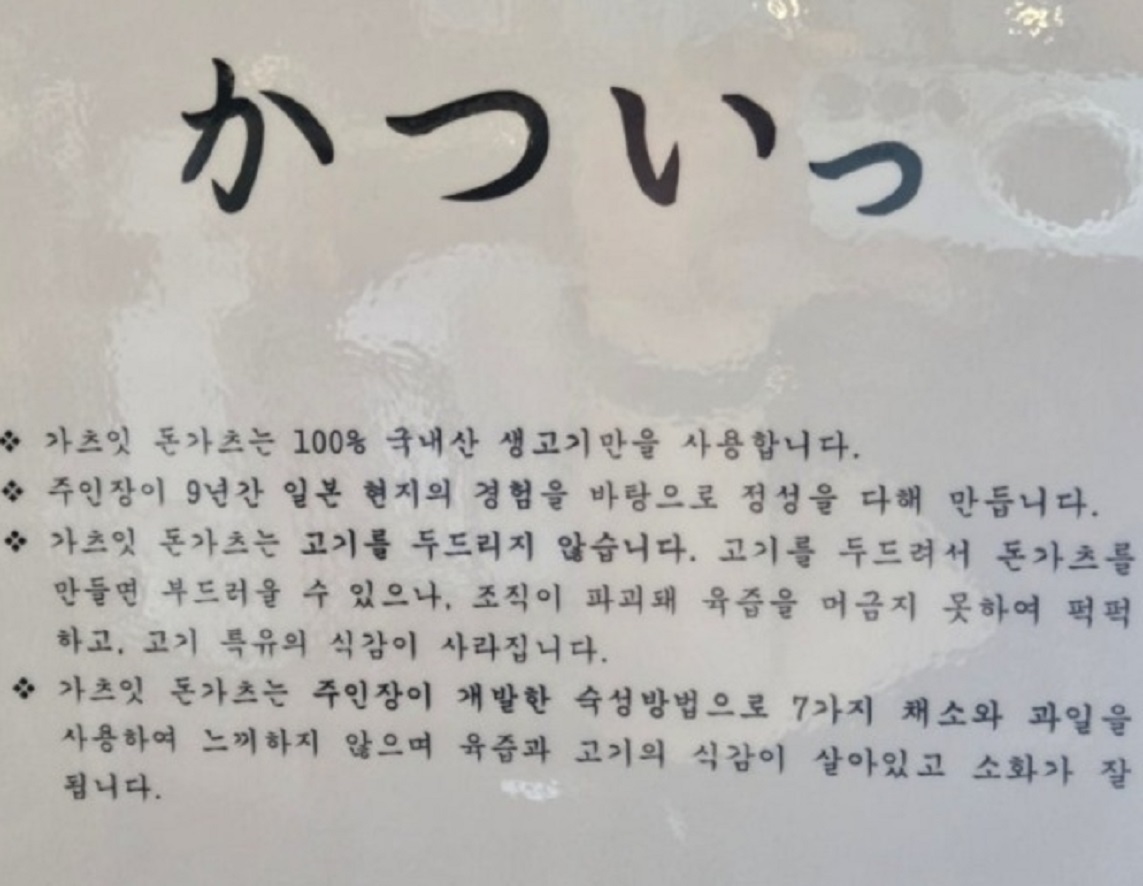 かついっ
❖ 가츠잇 돈가츠는 100% 국내산 생고기만을 사용합니다.
❖ 주인장이 9년간 일본 현지의 경험을 바탕으로 정성을 다해 만듭니다.
❖ 가츠잇 돈가츠는 고기를 두드리지 않습니다. 고기를 두드려서 돈가츠를
만들면 부드러울 수 있으나, 조직이 파괴돼 육즙을 머금지 못하여 퍽퍽
하고, 고기 특유의 식감이 사라집니다.
❖ 가츠잇 돈가츠는 주인장이 개발한 숙성방법으로 7가지 채소와 과일을
사용하여 느끼하지 않으며 육즙과 고기의 식감이 살아있고 소화가 잘
됩니다.